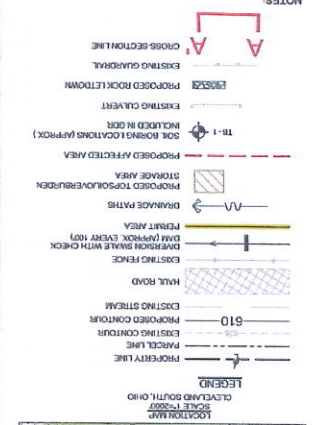 LOCATION MAP
SCALE 1"=2000'
CLEVELAND SOUTH, OHIO
LEGEND
PROPERTY LINE
PARCEL LINE
EXISTING CONTOUR
610 PROPOSED CONTOUR
EXISTING STREAM
HAUL ROAD
EXISTING FENCE
DIVERSION SWALE WITH CHECK
DAM (APPROX. EVERY 100')
PERMIT AREA
DRAINAGE PATHS
PROPOSED TOPSOIL/OVERBURDEN
STORAGE AREA
PROPOSED AFFECTED AREA
TB - 1 SOIL BORING LOCATIONS (APPROX.)
INCLUDED IN GDR
EXISTING CULVERT
PROPOSED ROCK LETDOWN
EXISTING GUARDRAIL
A A' CROSS-SECTION LINE
NOTES: